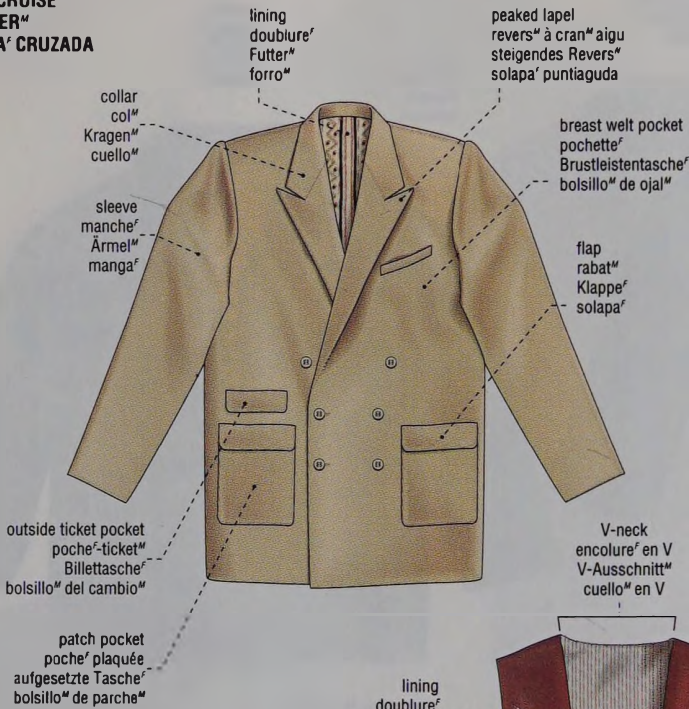 CRUISE
ER^M
A^F CRUZADA
lining
doublure^F
Futter^M
forro^M
peaked lapel
revers^M à cran^M aigu
steigendes Revers^M
solapa^F puntiaguda
collar
col^M
Kragen^M
cuello^M
breast welt pocket
pochette^F
Brustleistentasche^F
bolsillo^M de ojal^M
sleeve
manche^F
Ärmel^M
manga^F
flap
rabat^M
Klappe^F
solapa^F
outside ticket pocket
poche^F-ticket^M
Billettasche^F
bolsillo^M del cambio^M
V-neck
encolure^F en V
V-Ausschnitt^M
cuello^M en V
patch pocket
poche^F plaquée
aufgesetzte Tasche^F
bolsillo^M de parche^M
lining
doublure^F